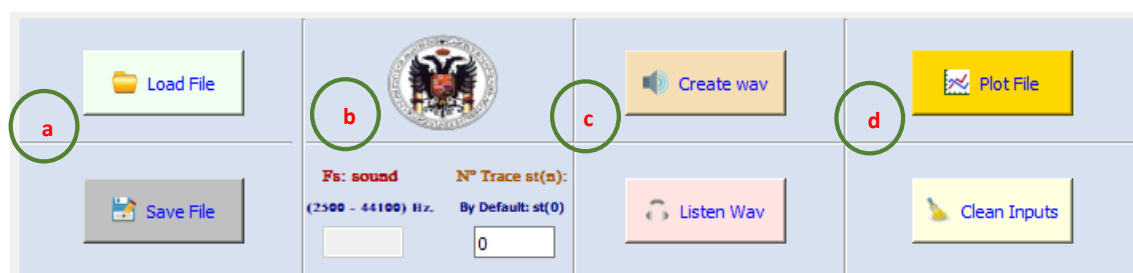 Load File
Create wav
Plot File
a
b
c
d
Fs: sound
Nº Trace st(n):
(2500 - 44100) Hz.
By Default: st(0)
0
Save File
Listen Wav
Clean Inputs